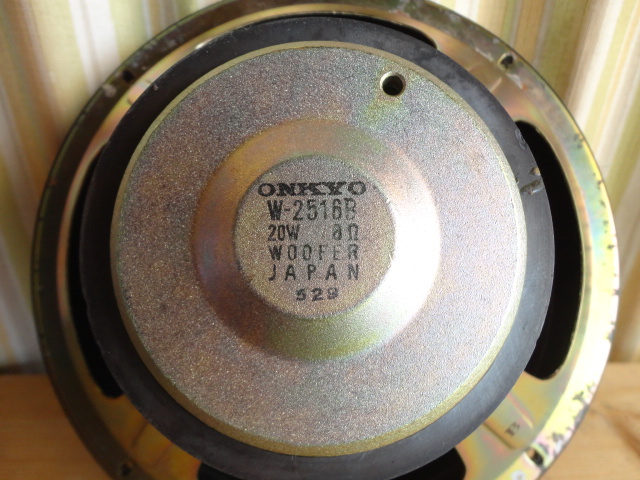 ONKYO
W-2516B
20W 8Ω
WOOFER
JAPAN
529